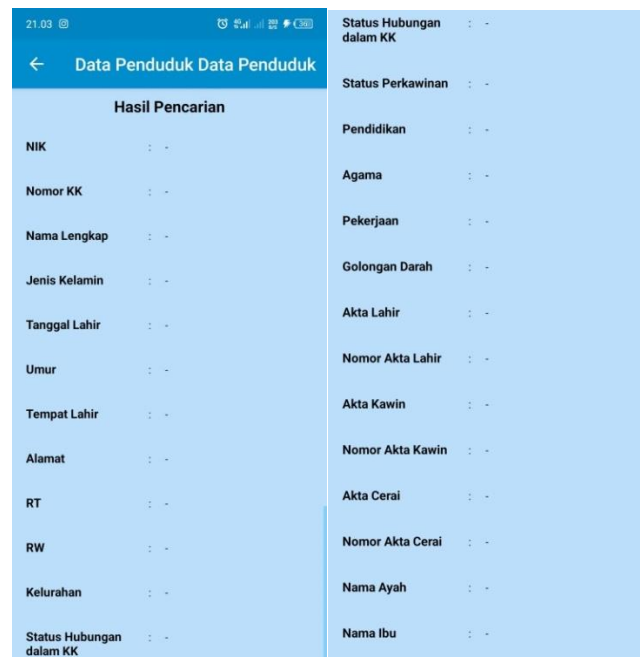 21.03
Data Penduduk Data Penduduk
Hasil Pencarian
NIK : -
Nomor KK : -
Nama Lengkap : -
Jenis Kelamin : -
Tanggal Lahir : -
Umur : -
Tempat Lahir : -
Alamat : -
RT : -
RW : -
Kelurahan : -
Status Hubungan : -
dalam KK
Status Hubungan : -
dalam KK
Status Perkawinan : -
Pendidikan : -
Agama : -
Pekerjaan : -
Golongan Darah : -
Akta Lahir : -
Nomor Akta Lahir : -
Akta Kawin : -
Nomor Akta Kawin : -
Akta Cerai : -
Nomor Akta Cerai : -
Nama Ayah : -
Nama Ibu : -